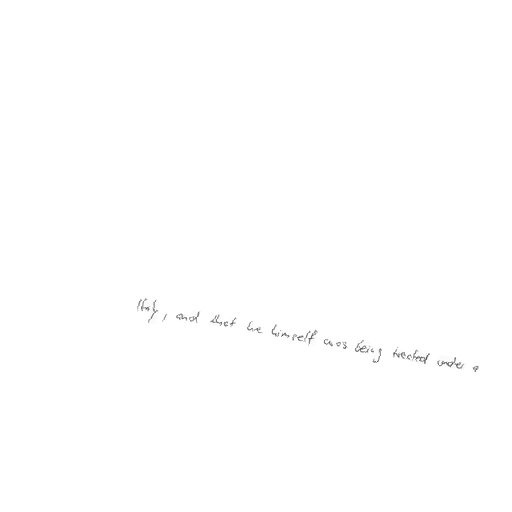 Italy, and that he himself was being treated under a